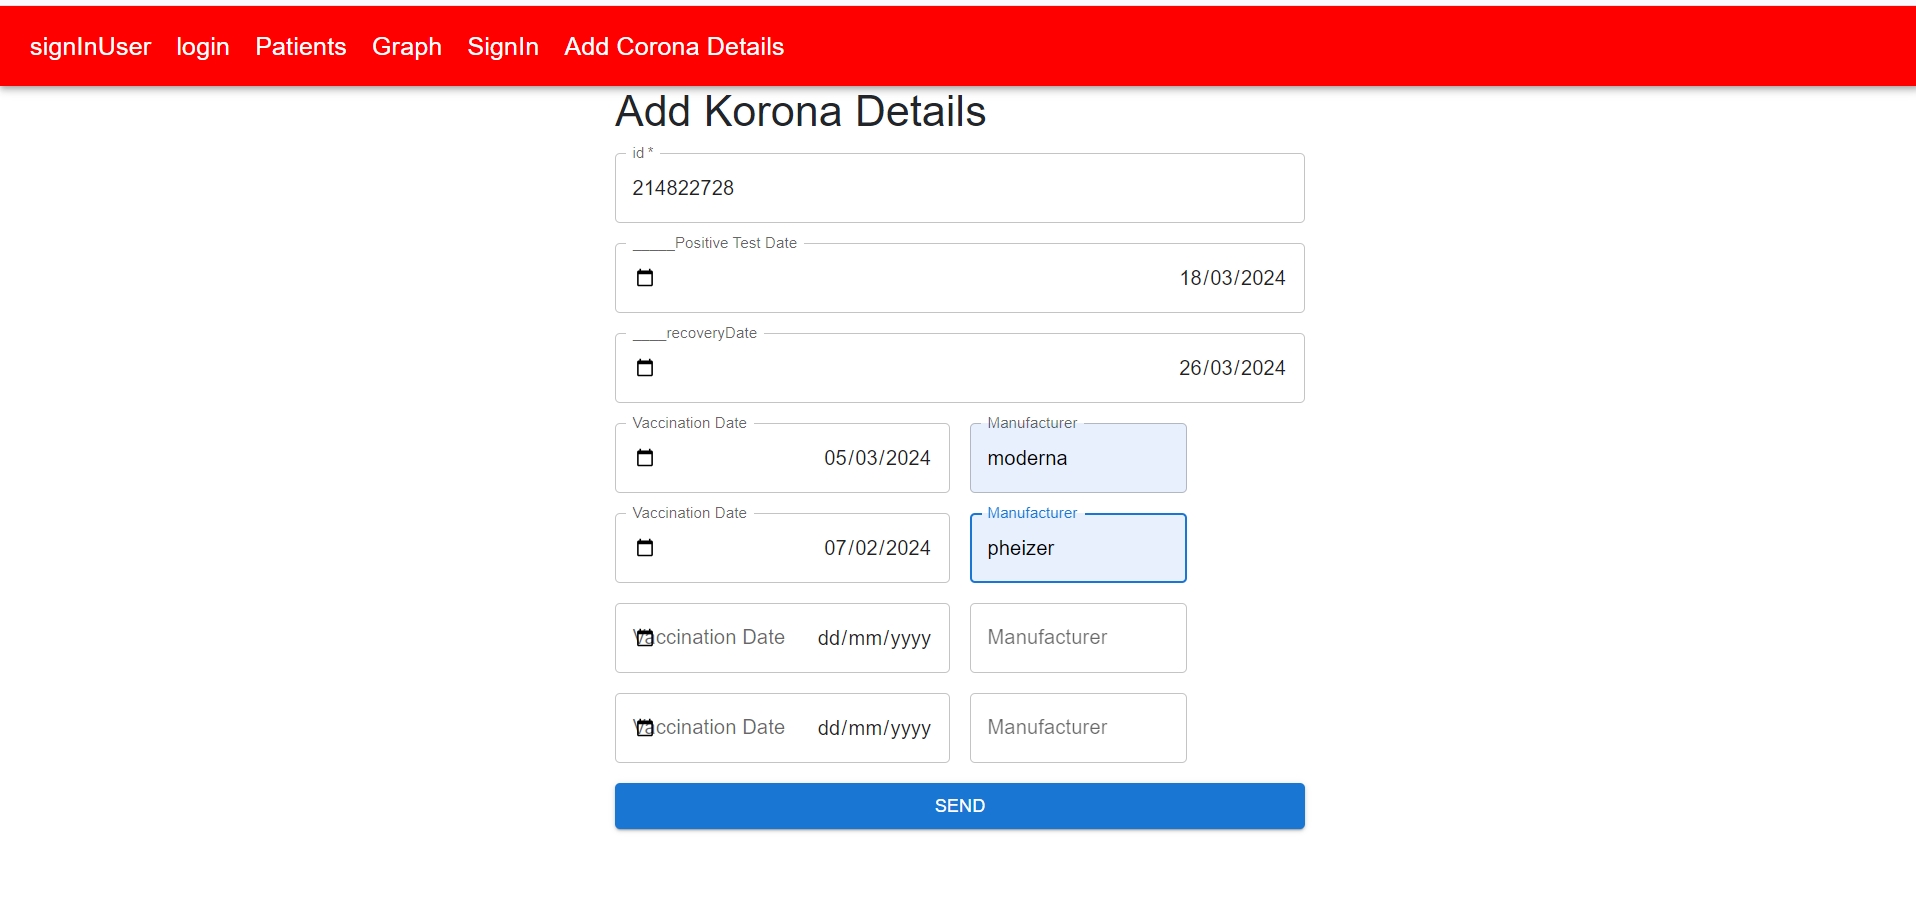 signInUser login Patients Graph SignIn Add Corona Details
Add Korona Details
id *
214822728
_____Positive Test Date
18/03/2024
____recoveryDate
26/03/2024
Vaccination Date Manufacturer
05/03/2024 moderna
Vaccination Date Manufacturer
07/02/2024 pheizer
Vaccination Date dd/mm/yyyy Manufacturer
Vaccination Date dd/mm/yyyy Manufacturer
SEND